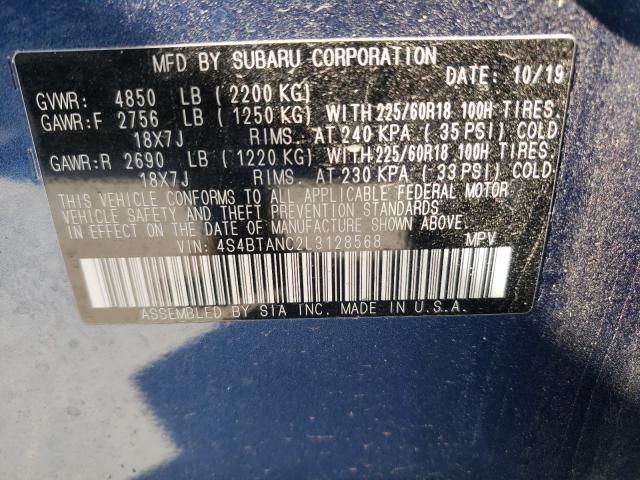 MFD BY SUBARU CORPORATION
DATE: 10/19
GVWR: 4850 LB ( 2200 KG)
GAWR:F 2756 LB ( 1250 KG) WITH 225/60R18 100H TIRES.
18X7J RIMS. AT 240 KPA ( 35 PSI) COLD
GAWR:R 2690 LB ( 1220 KG) WITH 225/60R18 100H TIRES.
18X7J RIMS. AT 230 KPA ( 33 PSI) COLD
THIS VEHICLE CONFORMS TO ALL APPLICABLE FEDERAL MOTOR
VEHICLE SAFETY AND THEFT PREVENTION STANDARDS
IN EFFECT ON THE DATE OF MANUFACTURE SHOWN ABOVE.
VIN: 4S4BTANC2L3128568 MPV
ASSEMBLED BY SIA INC. MADE IN U.S.A.